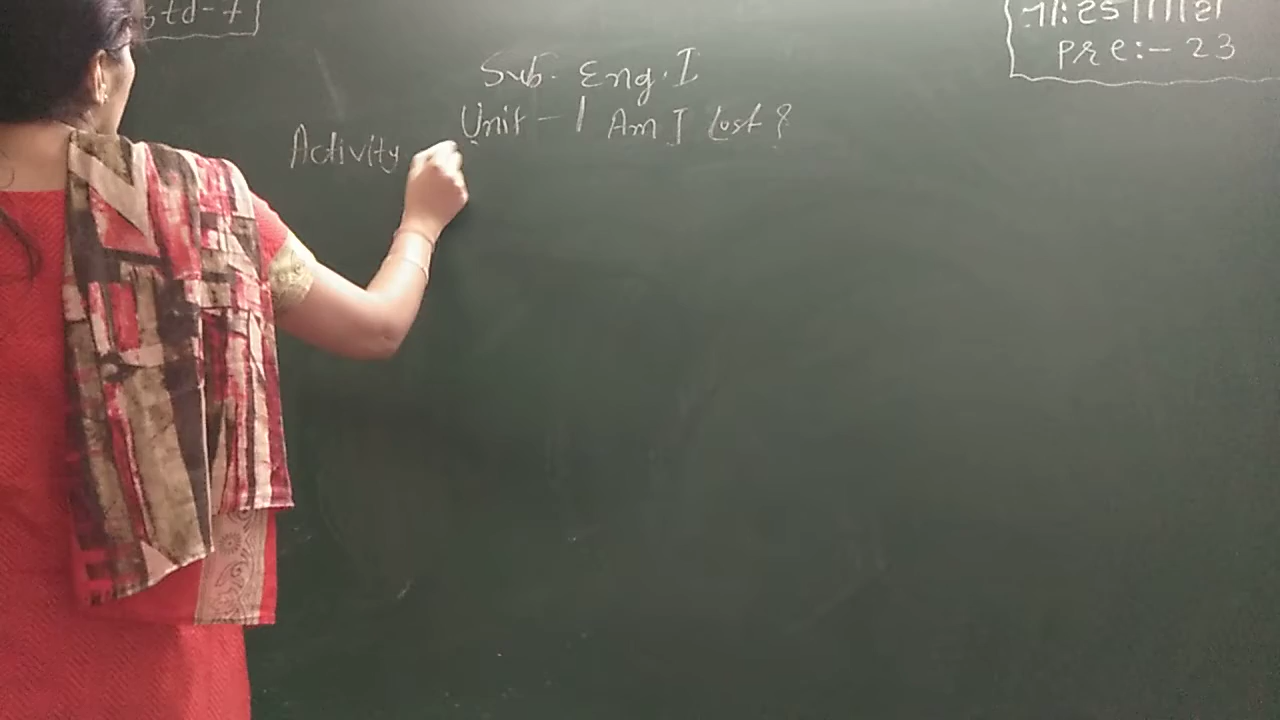 Std-7
Pre:- 23
Sub. Eng. I
Unit - 1 Am I Lost ?
Activity